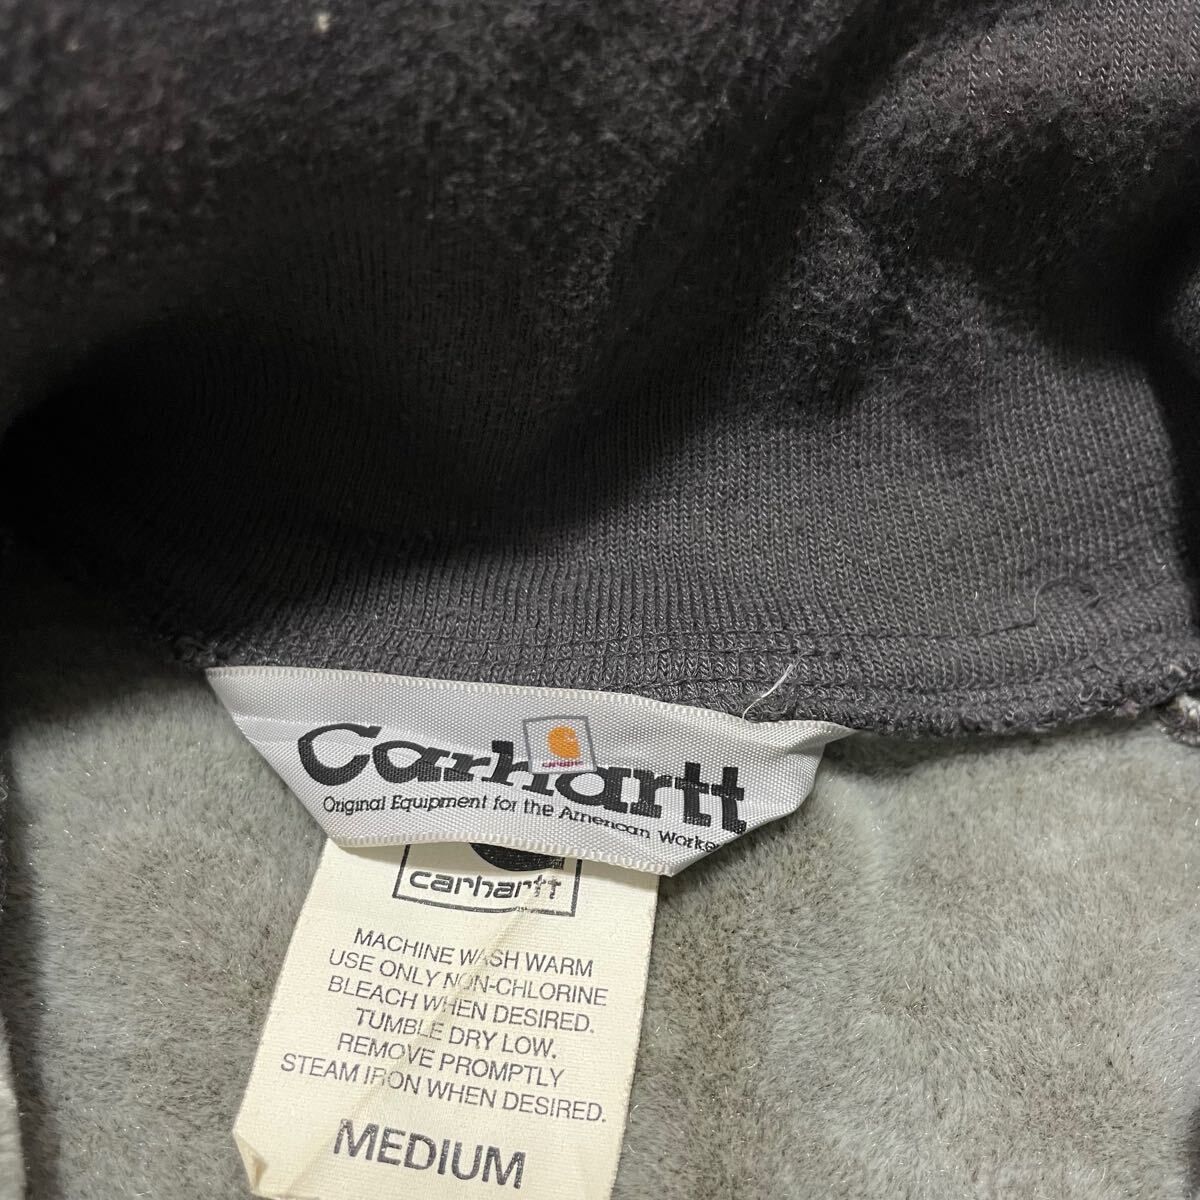 Carhartt
Original Equipment for the American Worke
carhartt
MACHINE WASH WARM
USE ONLY NON-CHLORINE
BLEACH WHEN DESIRED.
TUMBLE DRY LOW.
REMOVE PROMPTLY
STEAM IRON WHEN DESIRED.
MEDIUM